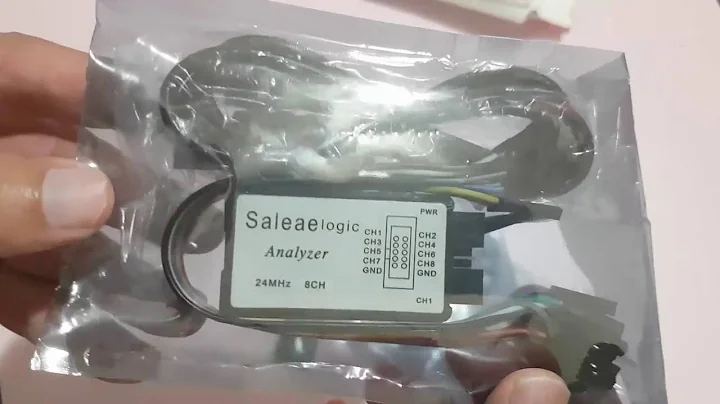 Saleaelogic
Analyzer
24MHz 8CH
PWR
CH1 CH2
CH3 CH4
CH5 CH6
CH7 CH8
GND GND
CH1